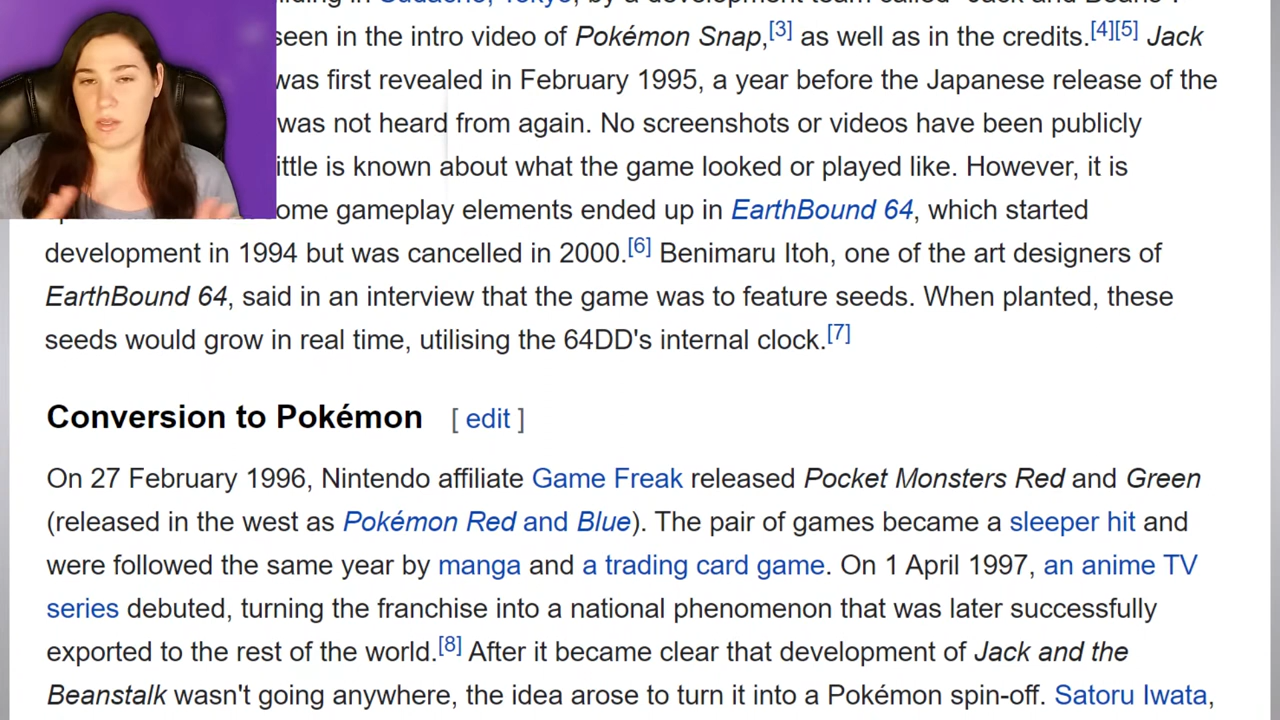 by a development team called "Jack and Beans".
seen in the intro video of Pokémon Snap,[3] as well as in the credits.[4][5] Jack
was first revealed in February 1995, a year before the Japanese release of the
was not heard from again. No screenshots or videos have been publicly
ittle is known about what the game looked or played like. However, it is
ome gameplay elements ended up in EarthBound 64, which started
development in 1994 but was cancelled in 2000.[6] Benimaru Itoh, one of the art designers of
EarthBound 64, said in an interview that the game was to feature seeds. When planted, these
seeds would grow in real time, utilising the 64DD's internal clock.[7]
Conversion to Pokémon [ edit ]
On 27 February 1996, Nintendo affiliate Game Freak released Pocket Monsters Red and Green
(released in the west as Pokémon Red and Blue). The pair of games became a sleeper hit and
were followed the same year by manga and a trading card game. On 1 April 1997, an anime TV
series debuted, turning the franchise into a national phenomenon that was later successfully
exported to the rest of the world.[8] After it became clear that development of Jack and the
Beanstalk wasn't going anywhere, the idea arose to turn it into a Pokémon spin-off. Satoru Iwata,